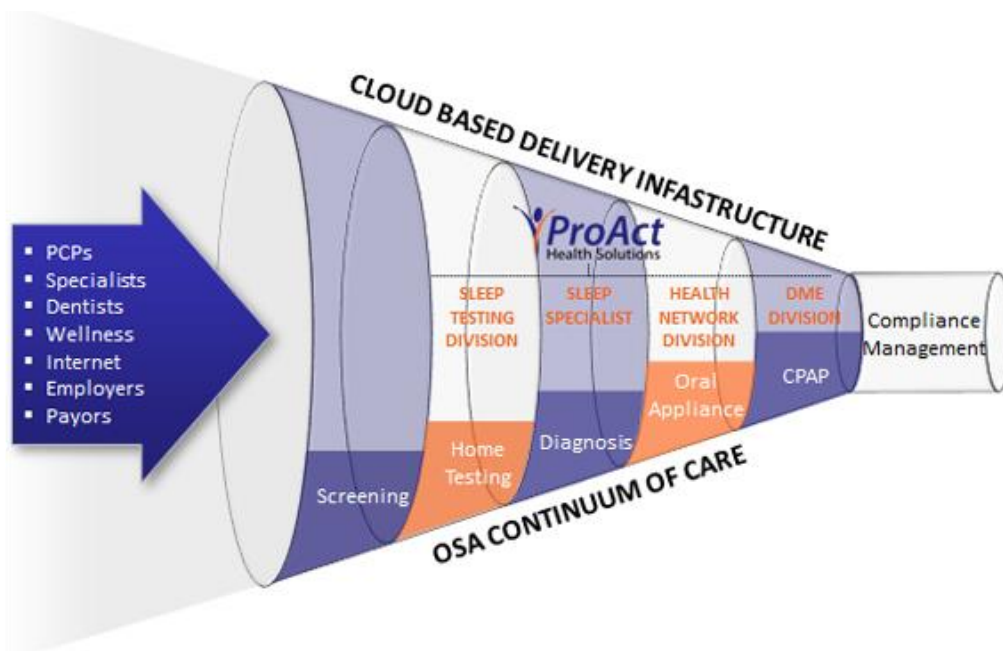 CLOUD BASED DELIVERY INFASTRUCTURE
▪ PCPs
▪ Specialists
▪ Dentists
▪ Wellness
▪ Internet
▪ Employers
▪ Payors
ProAct
Health Solutions
SLEEP
TESTING
DIVISION
SLEEP
SPECIALIST
HEALTH
NETWORK
DIVISION
DME
DIVISION
Screening
Home
Testing
Diagnosis
Oral
Appliance
CPAP
Compliance
Management
OSA CONTINUUM OF CARE